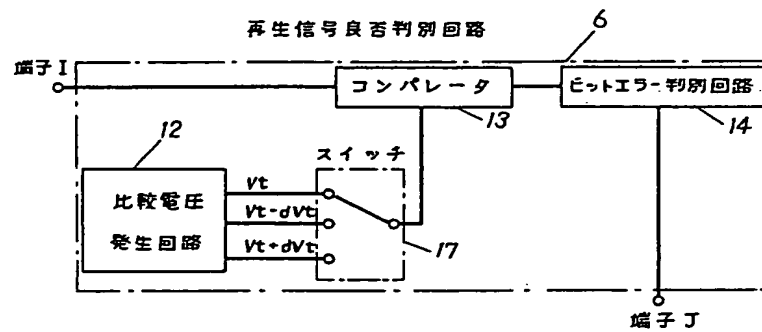 再生信号良否判別回路
6
端子I
コンパレータ
13
ビットエラー判別回路
14
12
比較電圧
発生回路
スイッチ
Vt
Vt-dVt
Vt+dVt
17
端子J